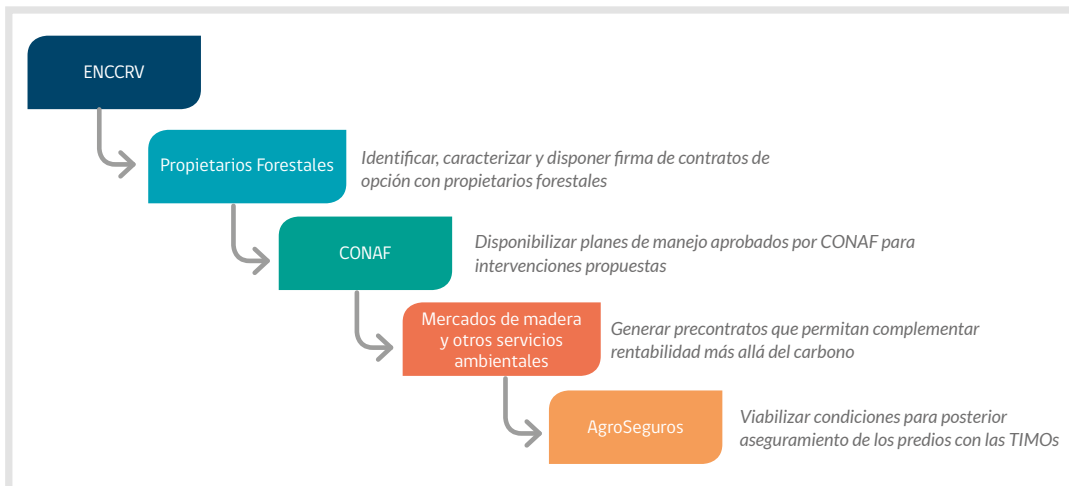 ENCCRV
Propietarios Forestales
Identificar, caracterizar y disponer firma de contratos de
opción con propietarios forestales
CONAF
Disponibilizar planes de manejo aprobados por CONAF para
intervenciones propuestas
Mercados de madera
y otros servicios
ambientales
Generar precontratos que permitan complementar
rentabilidad más allá del carbono
AgroSeguros
Viabilizar condiciones para posterior
aseguramiento de los predios con las TIMOs